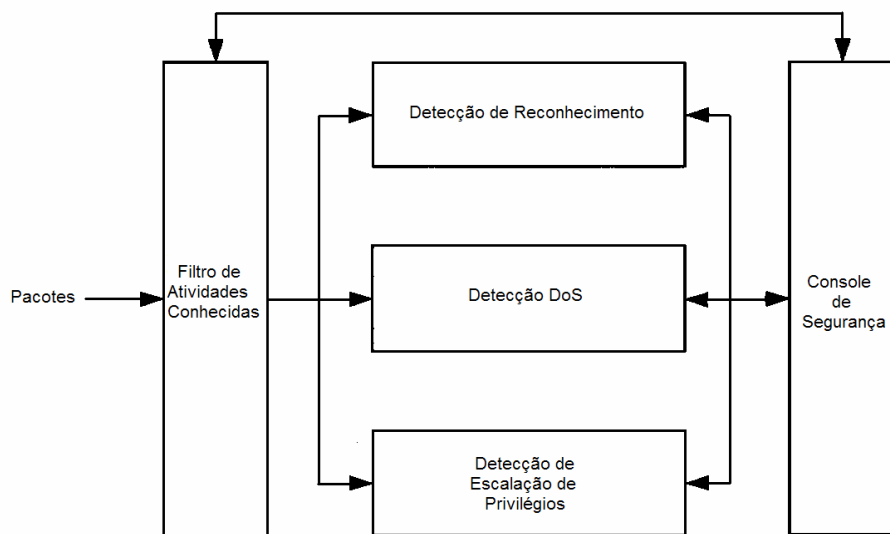 Detecção de Reconhecimento
Pacotes
Filtro de
Atividades
Conhecidas
Detecção DoS
Console
de
Segurança
Detecção de
Escalação de
Privilégios